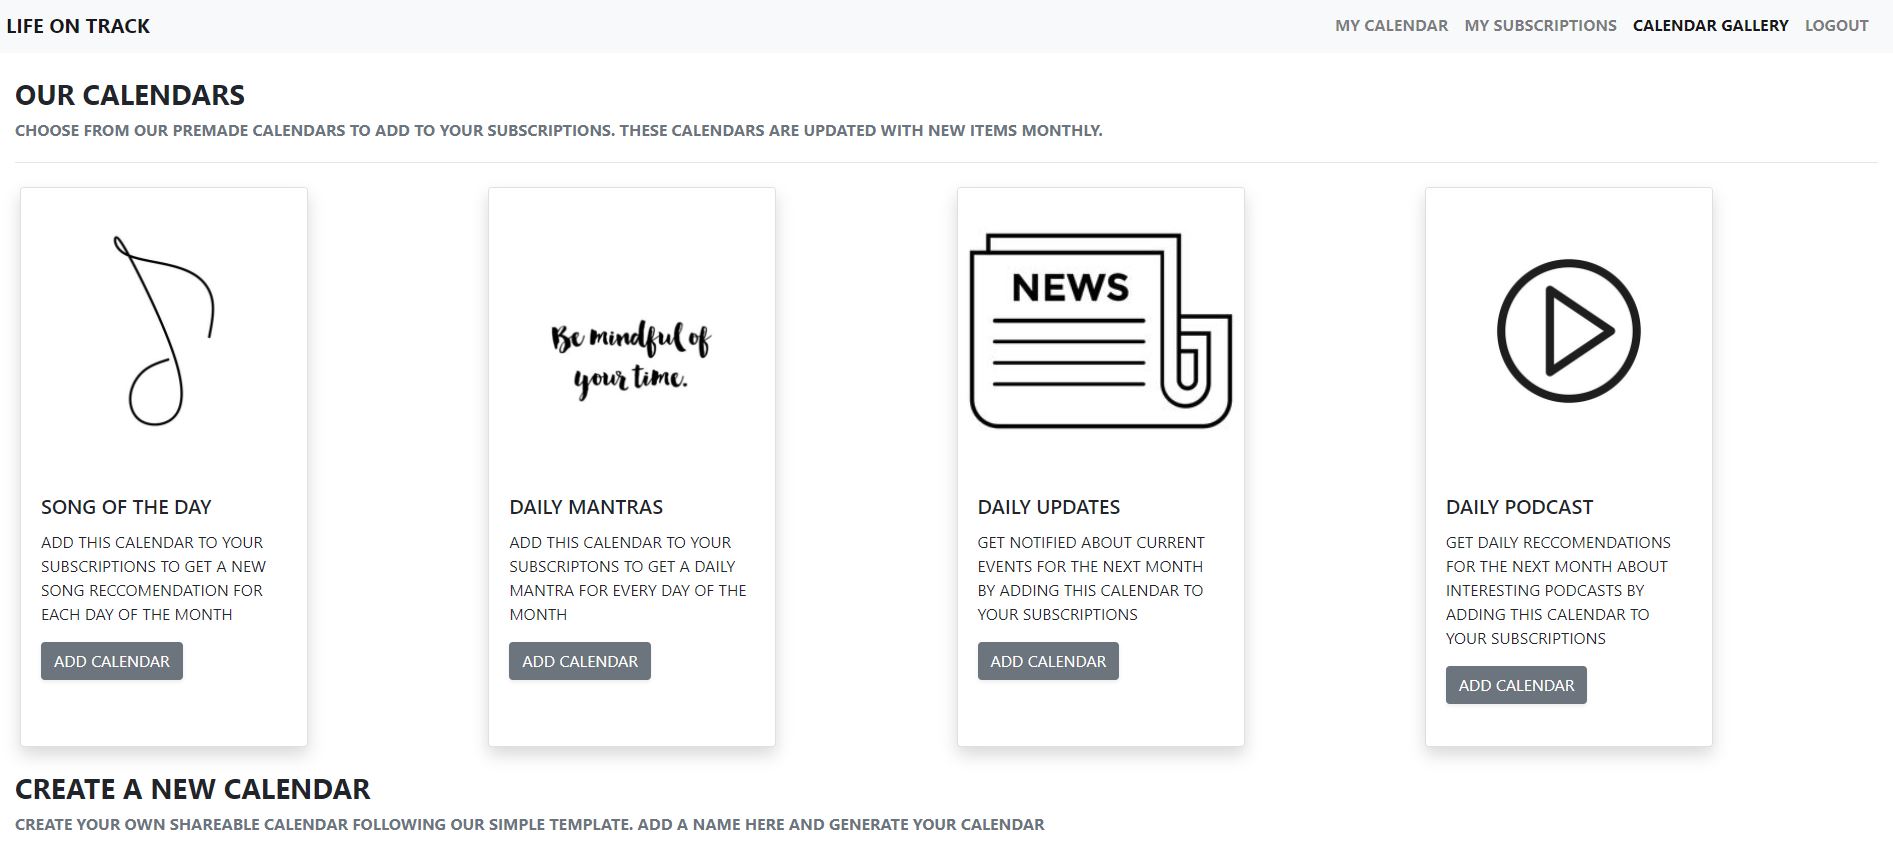 LIFE ON TRACK
MY CALENDAR MY SUBSCRIPTIONS CALENDAR GALLERY LOGOUT
OUR CALENDARS
CHOOSE FROM OUR PREMADE CALENDARS TO ADD TO YOUR SUBSCRIPTIONS. THESE CALENDARS ARE UPDATED WITH NEW ITEMS MONTHLY.
SONG OF THE DAY
ADD THIS CALENDAR TO YOUR
SUBSCRIPTIONS TO GET A NEW
SONG RECCOMENDATION FOR
EACH DAY OF THE MONTH
ADD CALENDAR
Be mindful of
your time.
DAILY MANTRAS
ADD THIS CALENDAR TO YOUR
SUBSCRIPTONS TO GET A DAILY
MANTRA FOR EVERY DAY OF THE
MONTH
ADD CALENDAR
NEWS
DAILY UPDATES
GET NOTIFIED ABOUT CURRENT
EVENTS FOR THE NEXT MONTH
BY ADDING THIS CALENDAR TO
YOUR SUBSCRIPTIONS
ADD CALENDAR
DAILY PODCAST
GET DAILY RECCOMENDATIONS
FOR THE NEXT MONTH ABOUT
INTERESTING PODCASTS BY
ADDING THIS CALENDAR TO
YOUR SUBSCRIPTIONS
ADD CALENDAR
CREATE A NEW CALENDAR
CREATE YOUR OWN SHAREABLE CALENDAR FOLLOWING OUR SIMPLE TEMPLATE. ADD A NAME HERE AND GENERATE YOUR CALENDAR